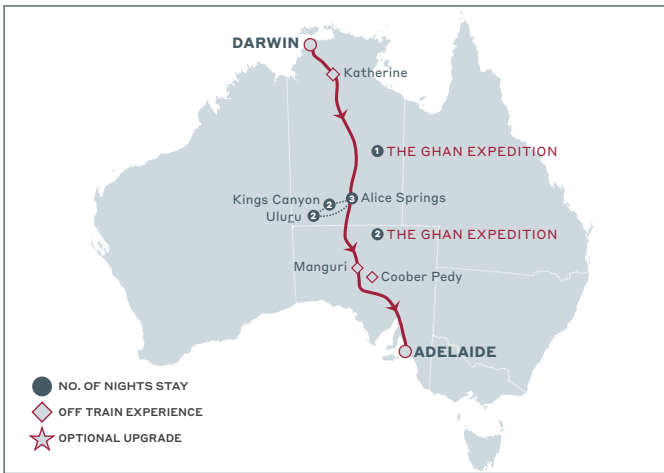 DARWIN
Katherine
1 THE GHAN EXPEDITION
Kings Canyon 2 3 Alice Springs
Uluru 2
2 THE GHAN EXPEDITION
Manguri
Coober Pedy
ADELAIDE
NO. OF NIGHTS STAY
OFF TRAIN EXPERIENCE
OPTIONAL UPGRADE